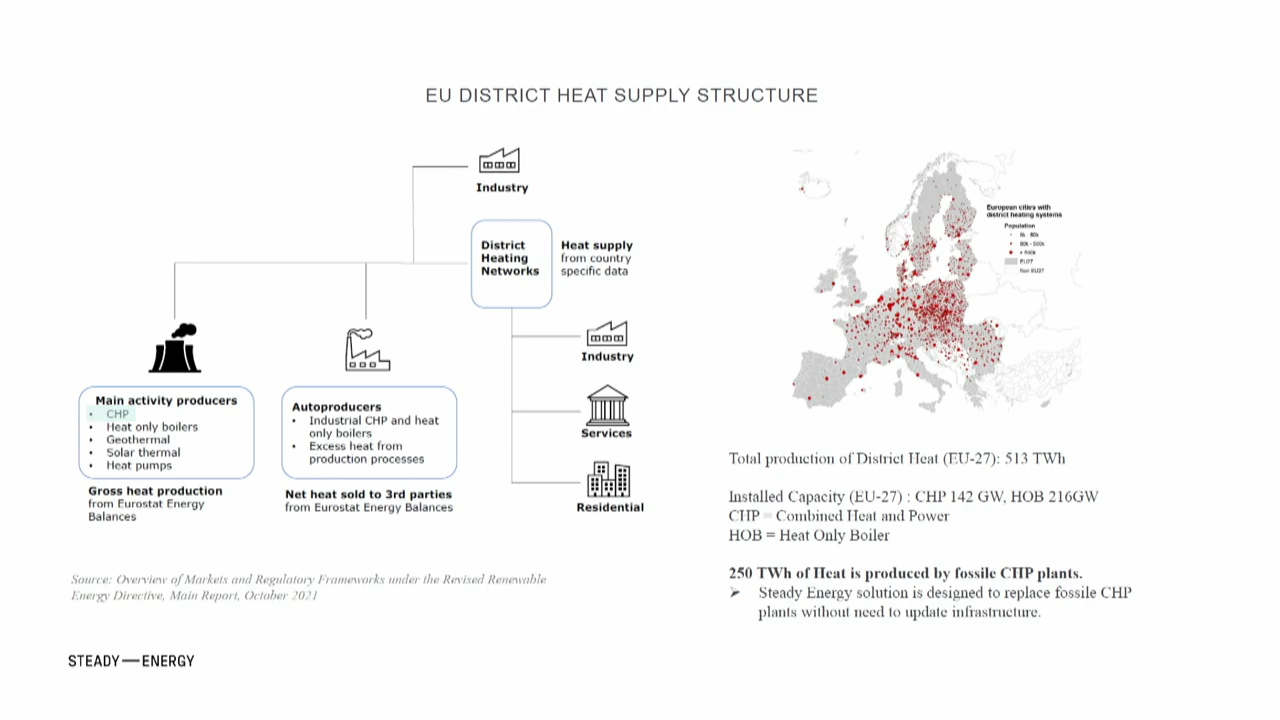 EU DISTRICT HEAT SUPPLY STRUCTURE
Industry
District
Heating
Networks
Heat supply
from country
specific data
Industry
Services
Residential
Main activity producers
• CHP
• Heat only boilers
• Geothermal
• Solar thermal
• Heat pumps
Gross heat production
from Eurostat Energy
Balances
Autoproducers
• Industrial CHP and heat
only boilers
• Excess heat from
production processes
Net heat sold to 3rd parties
from Eurostat Energy Balances
Source: Overview of Markets and Regulatory Frameworks under the Revised Renewable
Energy Directive, Main Report, October 2021
STEADY—ENERGY
European cities with
district heating systems
Population
EU27
Non EU27
Total production of District Heat (EU-27): 513 TWh
Installed Capacity (EU-27) : CHP 142 GW, HOB 216GW
CHP = Combined Heat and Power
HOB = Heat Only Boiler
250 TWh of Heat is produced by fossile CHP plants.
➢ Steady Energy solution is designed to replace fossile CHP
plants without need to update infrastructure.